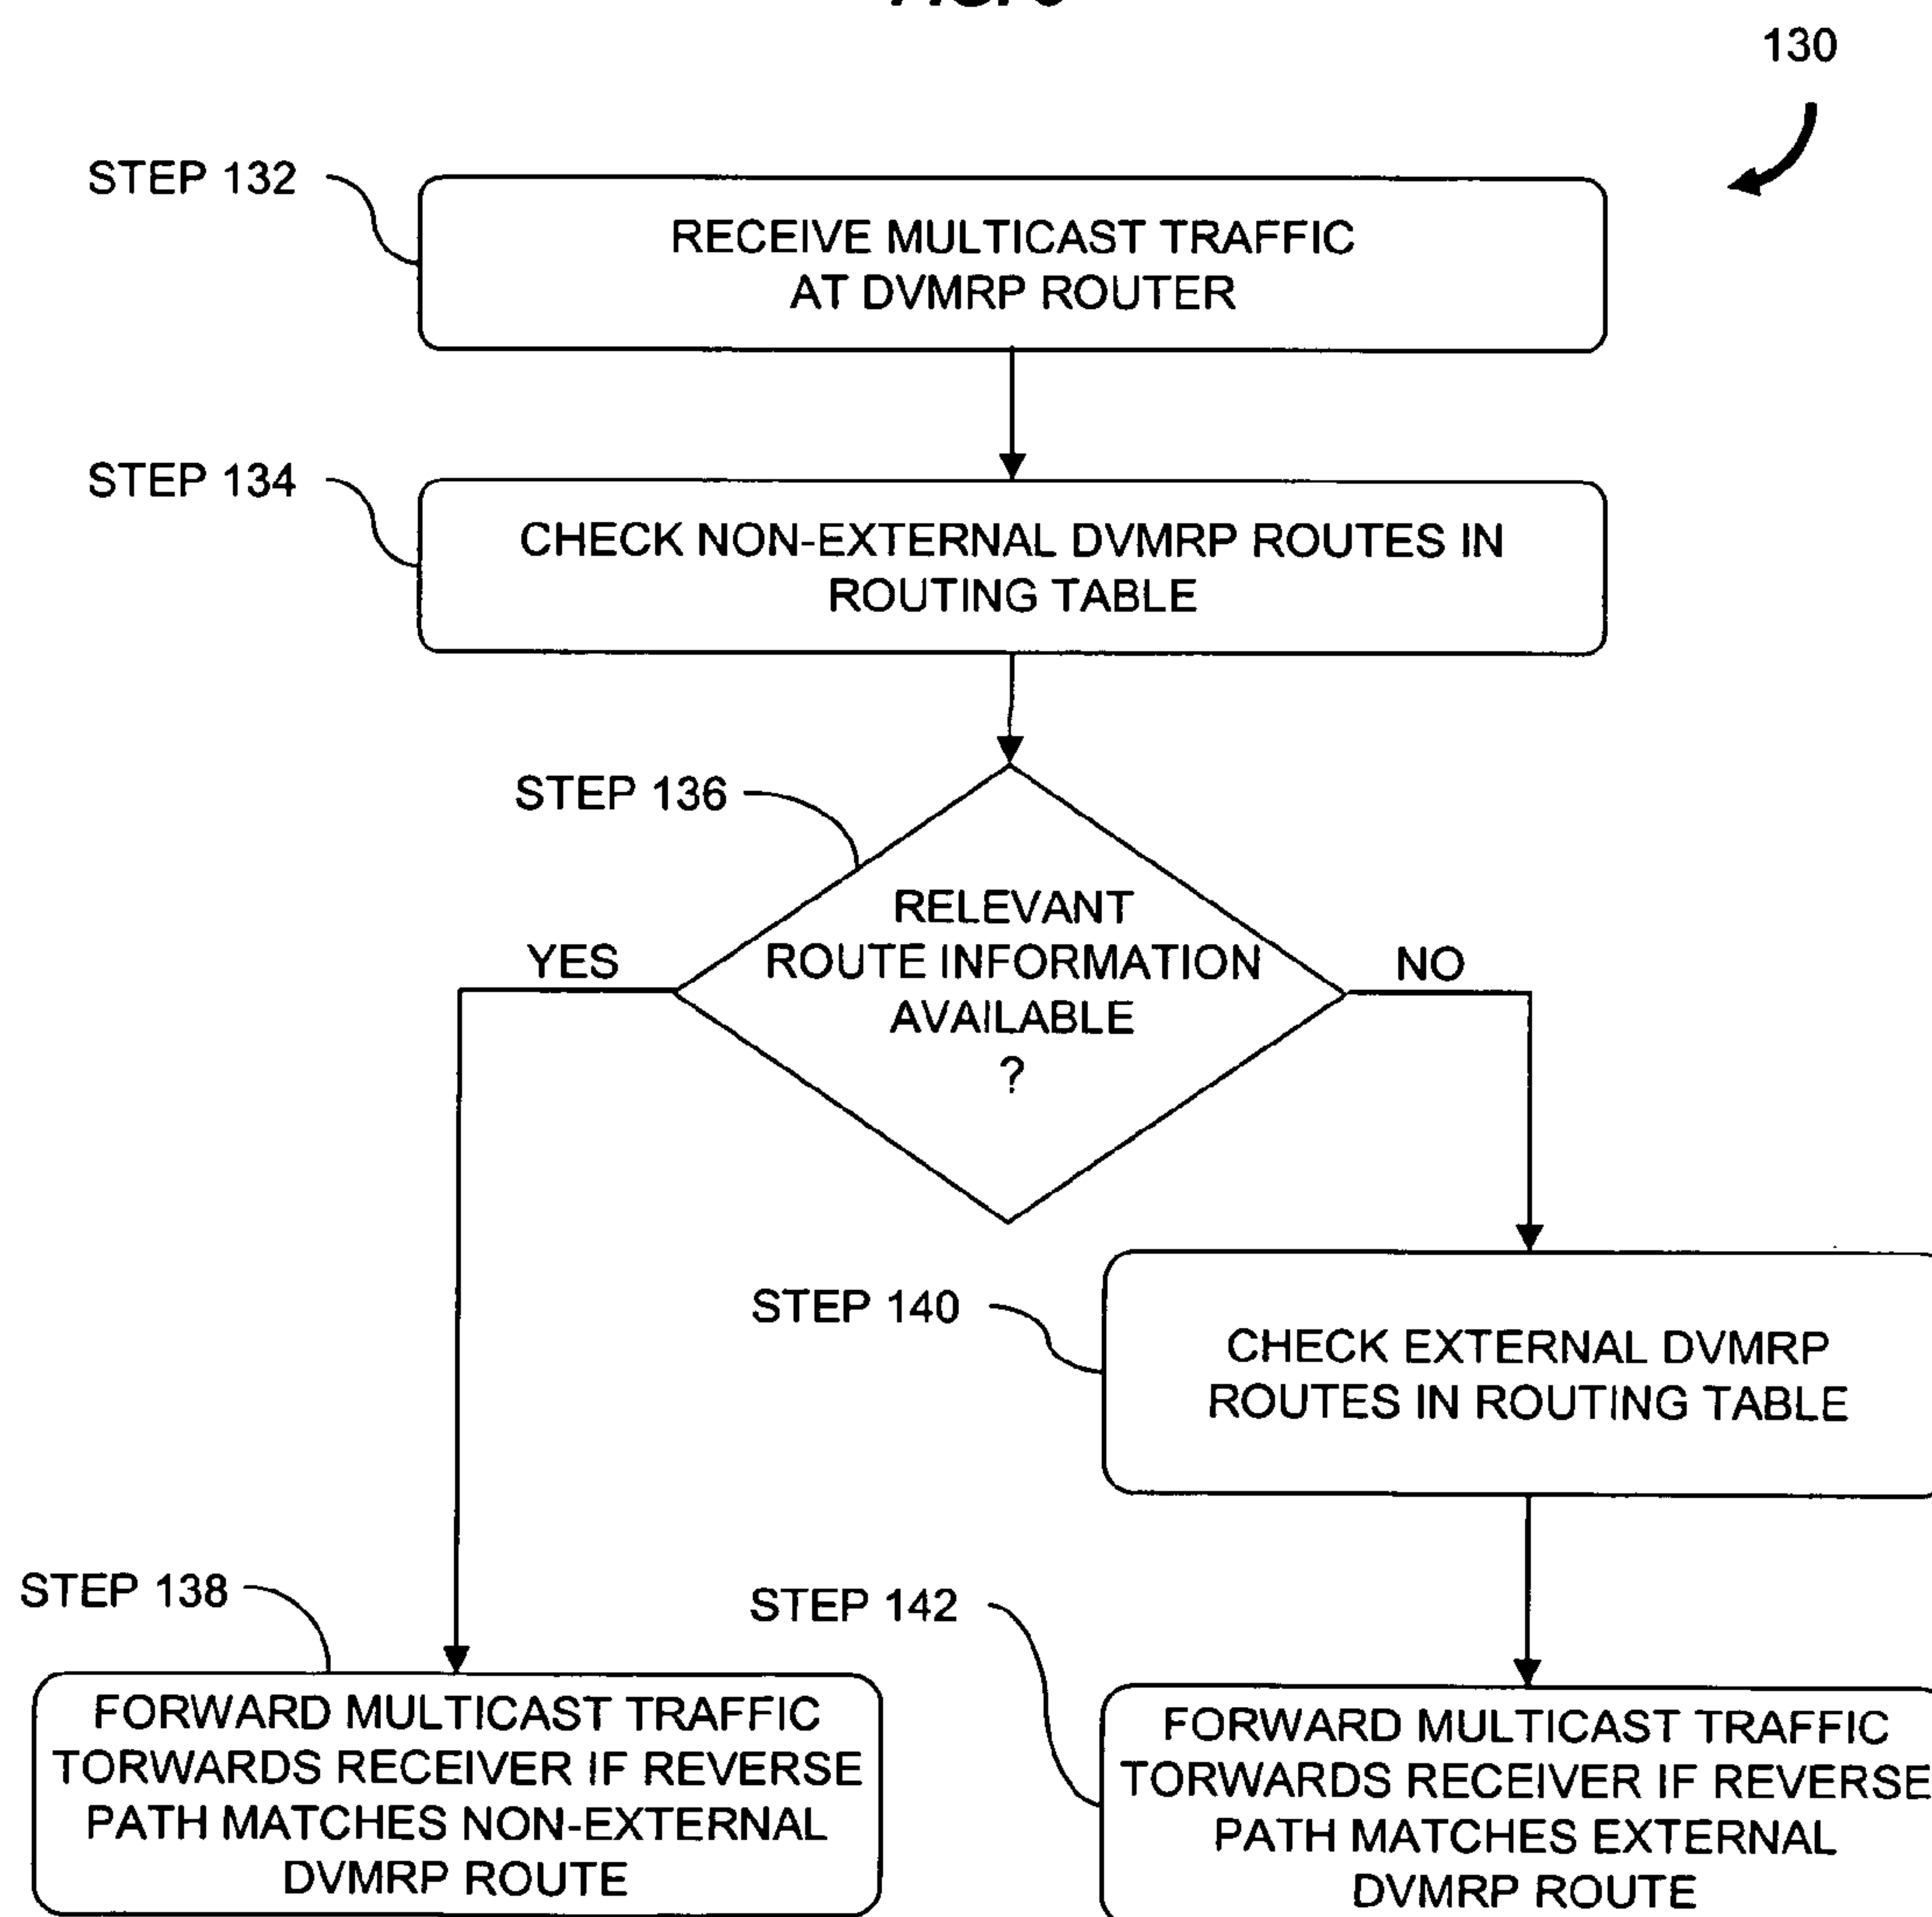 130
STEP 132
RECEIVE MULTICAST TRAFFIC
AT DVMRP ROUTER
STEP 134
CHECK NON-EXTERNAL DVMRP ROUTES IN
ROUTING TABLE
STEP 136
RELEVANT
ROUTE INFORMATION
AVAILABLE
?
YES
NO
STEP 140
CHECK EXTERNAL DVMRP
ROUTES IN ROUTING TABLE
STEP 138
FORWARD MULTICAST TRAFFIC
TORWARDS RECEIVER IF REVERSE
PATH MATCHES NON-EXTERNAL
DVMRP ROUTE
STEP 142
FORWARD MULTICAST TRAFFIC
TORWARDS RECEIVER IF REVERSE
PATH MATCHES EXTERNAL
DVMRP ROUTE